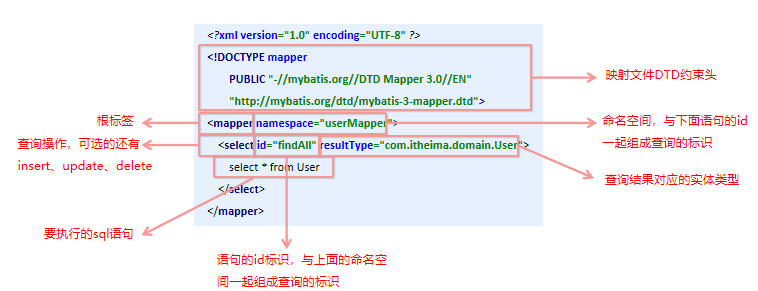 <?xml version="1.0" encoding="UTF-8" ?>
<!DOCTYPE mapper
PUBLIC "-//mybatis.org//DTD Mapper 3.0//EN"
"http://mybatis.org/dtd/mybatis-3-mapper.dtd">
<mapper namespace="userMapper">
<select id="findAll" resultType="com.itheima.domain.User">
select * from User
</select>
</mapper>
映射文件DTD约束头
根标签
查询操作，可选的还有
insert、update、delete
命名空间，与下面语句的id
一起组成查询的标识
查询结果对应的实体类型
要执行的sql语句
语句的id标识，与上面的命名空
间一起组成查询的标识